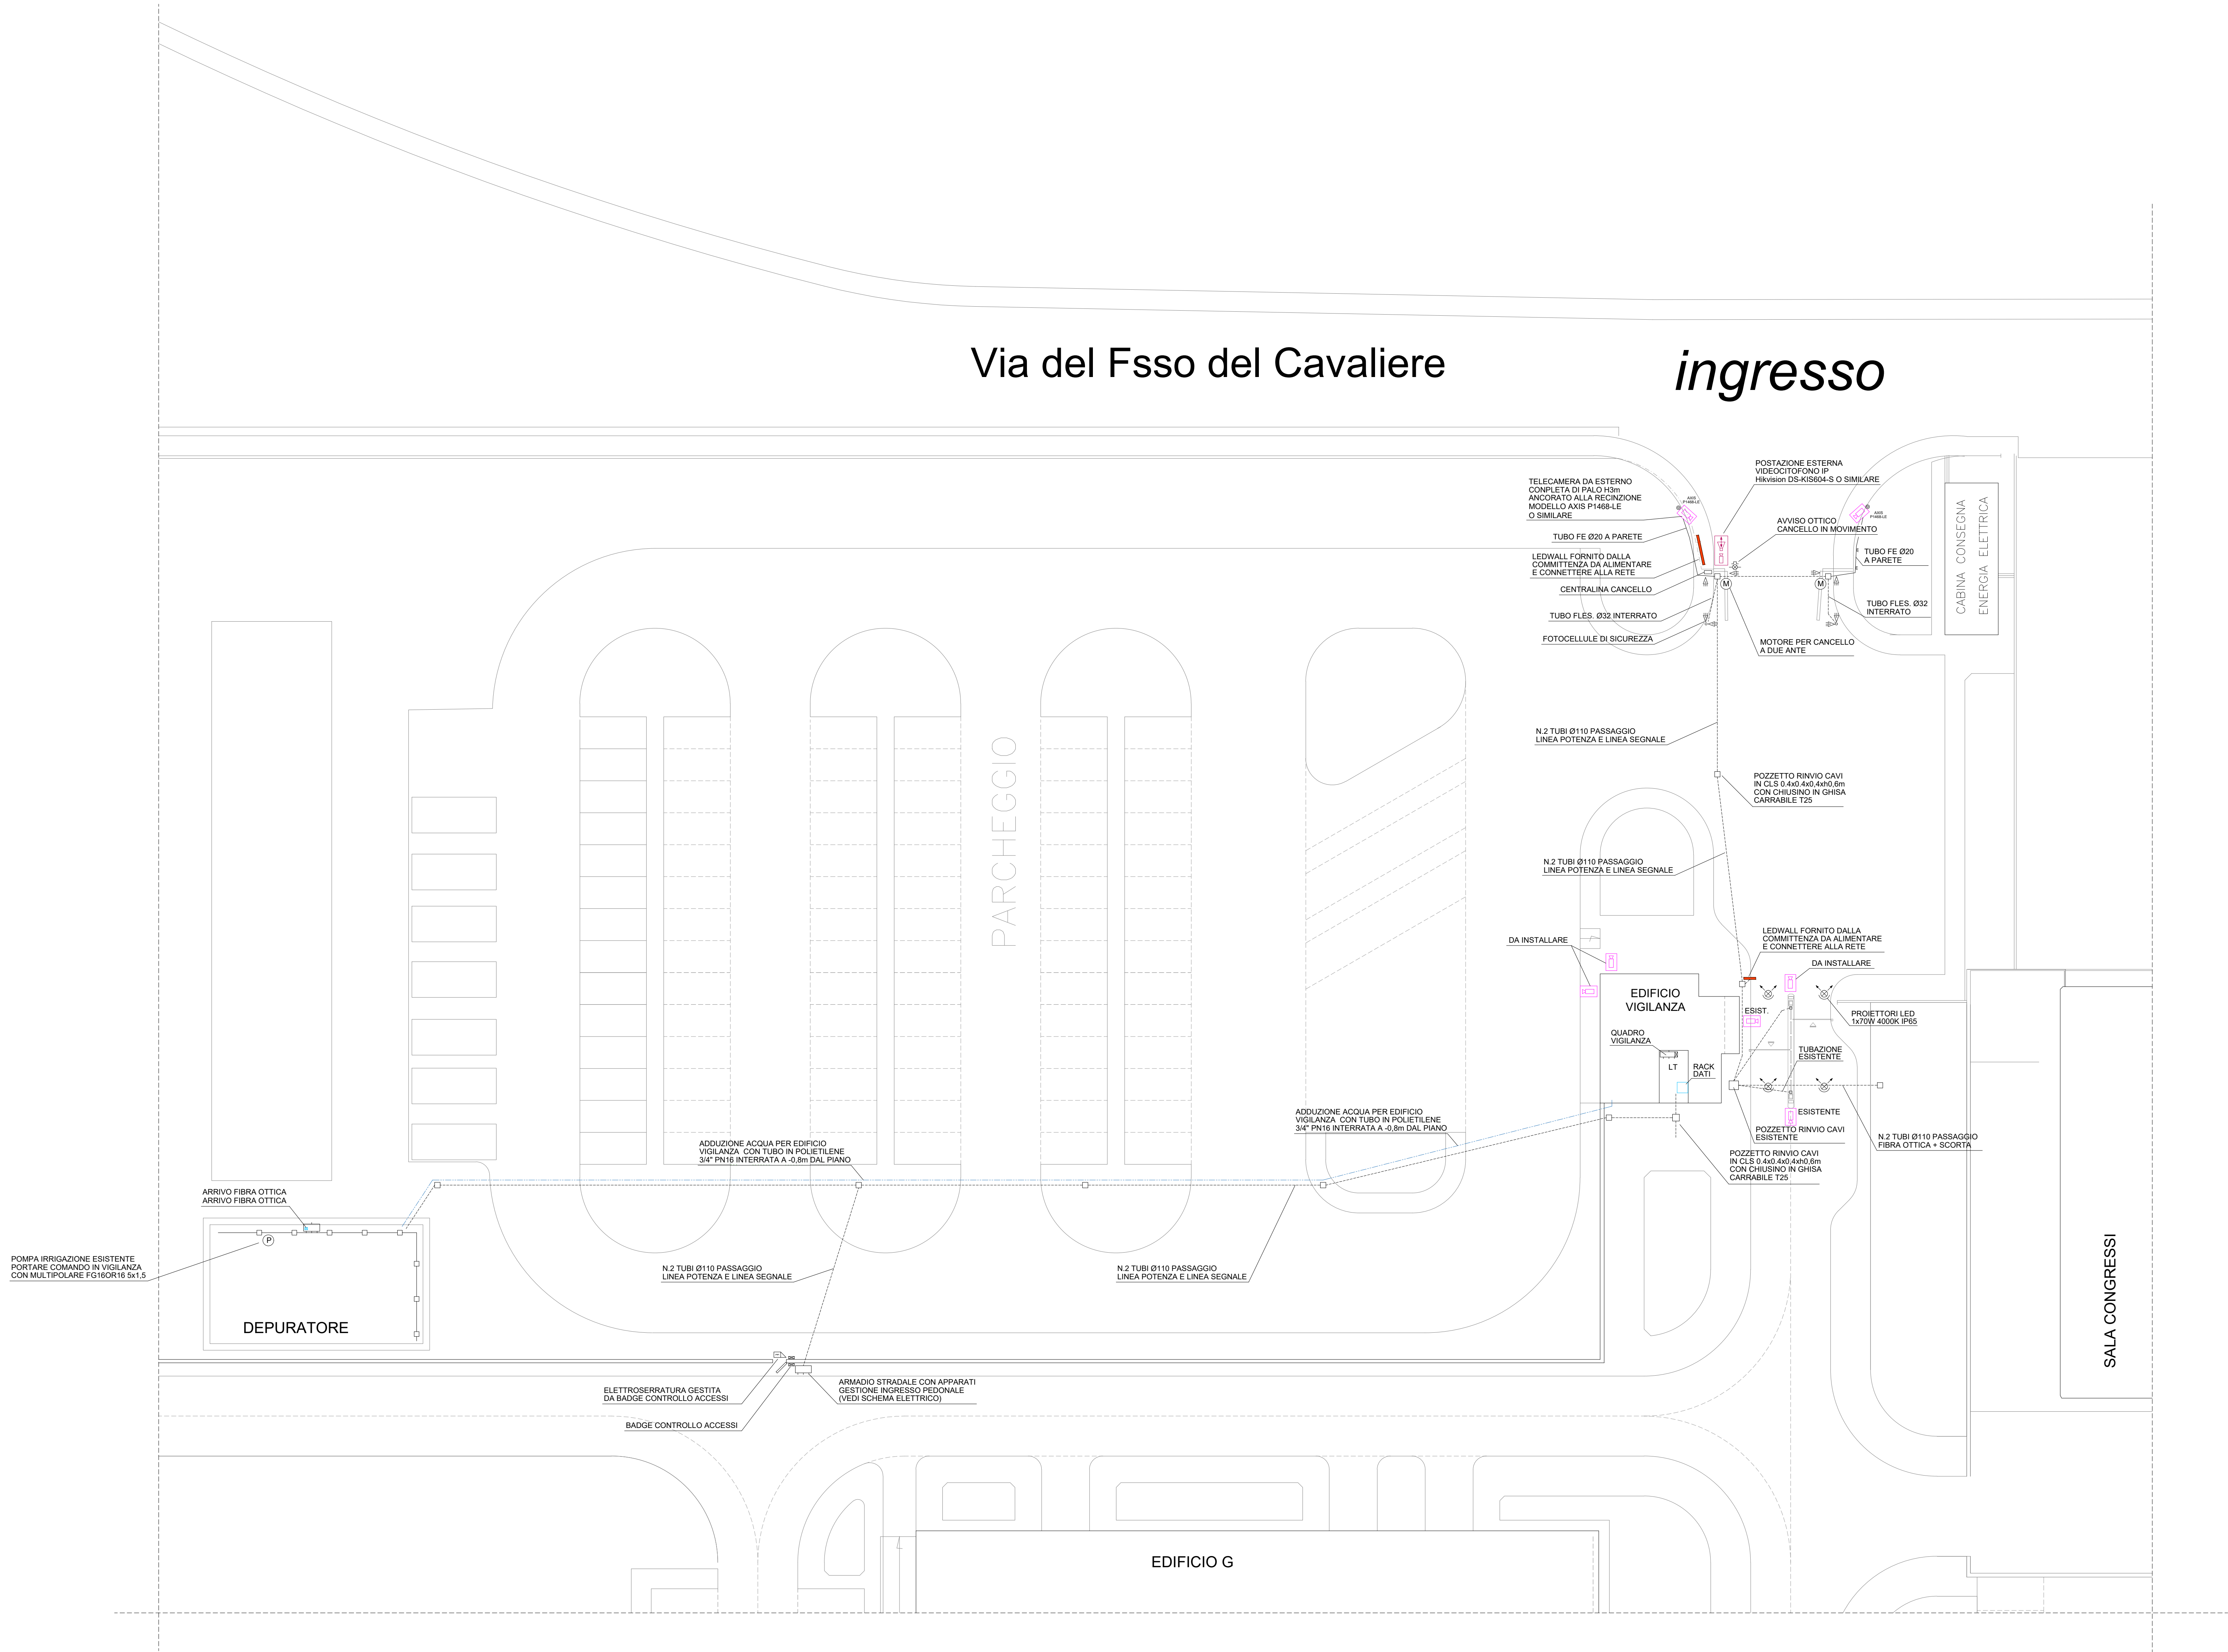 Via del Fsso del Cavaliere
ingresso
POSTAZIONE ESTERNA
VIDEOCITOFONO IP
Hikvision DS-KIS604-S O SIMILARE
TELECAMERA DA ESTERNO
CONPLETA DI PALO H3m
ANCORATO ALLA RECINZIONE
MODELLO AXIS P1468-LE
O SIMILARE
AXIS
P1468-LE
AXIS
P1468-LE
AVVISO OTTICO
CANCELLO IN MOVIMENTO
TUBO FE Ø20 A PARETE
TUBO FE Ø20
A PARETE
LEDWALL FORNITO DALLA
COMMITTENZA DA ALIMENTARE
E CONNETTERE ALLA RETE
CENTRALINA CANCELLO
M
M
TUBO FLES. Ø32 INTERRATO
TUBO FLES. Ø32
INTERRATO
FOTOCELLULE DI SICUREZZA
MOTORE PER CANCELLO
A DUE ANTE
CABINA CONSEGNA
ENERGIA ELETTRICA
N.2 TUBI Ø110 PASSAGGIO
LINEA POTENZA E LINEA SEGNALE
POZZETTO RINVIO CAVI
IN CLS 0.4x0.4x0,4xh0,6m
CON CHIUSINO IN GHISA
CARRABILE T25
PARCHEGGIO
N.2 TUBI Ø110 PASSAGGIO
LINEA POTENZA E LINEA SEGNALE
DA INSTALLARE
LEDWALL FORNITO DALLA
COMMITTENZA DA ALIMENTARE
E CONNETTERE ALLA RETE
DA INSTALLARE
EDIFICIO
VIGILANZA
ESIST.
PROIETTORI LED
1x70W 4000K IP65
QUADRO
VIGILANZA
LT
RACK
DATI
TUBAZIONE
ESISTENTE
ESISTENTE
POZZETTO RINVIO CAVI
ESISTENTE
N.2 TUBI Ø110 PASSAGGIO
FIBRA OTTICA + SCORTA
POZZETTO RINVIO CAVI
IN CLS 0.4x0.4x0,4xh0,6m
CON CHIUSINO IN GHISA
CARRABILE T25
ADDUZIONE ACQUA PER EDIFICIO
VIGILANZA CON TUBO IN POLIETILENE
3/4" PN16 INTERRATA A -0,8m DAL PIANO
ADDUZIONE ACQUA PER EDIFICIO
VIGILANZA CON TUBO IN POLIETILENE
3/4" PN16 INTERRATA A -0,8m DAL PIANO
ARRIVO FIBRA OTTICA
ARRIVO FIBRA OTTICA
P
POMPA IRRIGAZIONE ESISTENTE
PORTARE COMANDO IN VIGILANZA
CON MULTIPOLARE FG16OR16 5x1,5
DEPURATORE
N.2 TUBI Ø110 PASSAGGIO
LINEA POTENZA E LINEA SEGNALE
N.2 TUBI Ø110 PASSAGGIO
LINEA POTENZA E LINEA SEGNALE
SALA CONGRESSI
ELETTROSERRATURA GESTITA
DA BADGE CONTROLLO ACCESSI
ARMADIO STRADALE CON APPARATI
GESTIONE INGRESSO PEDONALE
(VEDI SCHEMA ELETTRICO)
BADGE CONTROLLO ACCESSI
EDIFICIO G